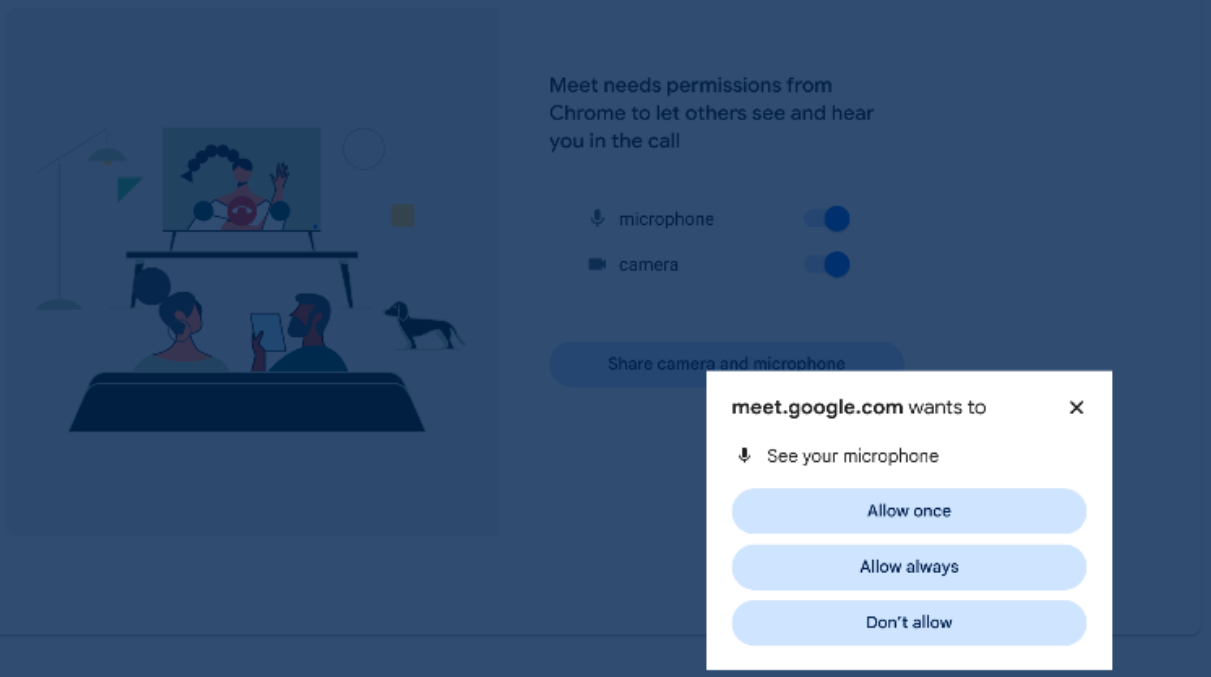 Meet needs permissions from
Chrome to let others see and hear
you in the call
microphone
camera
Share camera and microphone
meet.google.com wants to
See your microphone
Allow once
Allow always
Don't allow